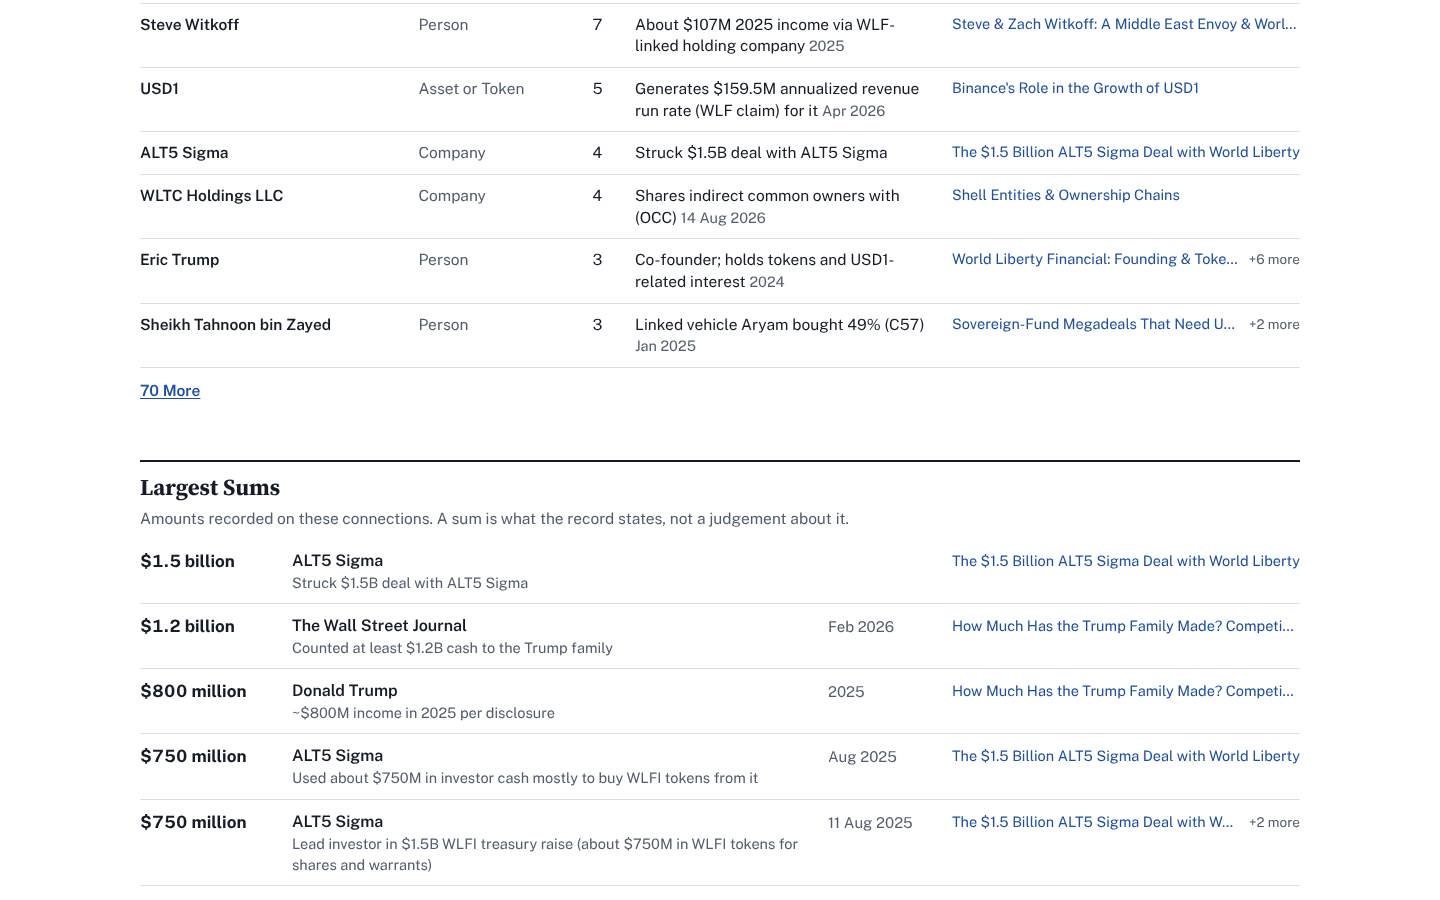 Steve Witkoff Person 7 About $107M 2025 income via WLF- Steve & Zach Witkoff: A Middle East Envoy & Worl...
linked holding company 2025
USD1 Asset or Token 5 Generates $159.5M annualized revenue Binance's Role in the Growth of USD1
run rate (WLF claim) for it Apr 2026
ALT5 Sigma Company 4 Struck $1.5B deal with ALT5 Sigma The $1.5 Billion ALT5 Sigma Deal with World Liberty
WLTC Holdings LLC Company 4 Shares indirect common owners with Shell Entities & Ownership Chains
(OCC) 14 Aug 2026
Eric Trump Person 3 Co-founder; holds tokens and USD1- World Liberty Financial: Founding & Toke... +6 more
related interest 2024
Sheikh Tahnoon bin Zayed Person 3 Linked vehicle Aryam bought 49% (C57) Sovereign-Fund Megadeals That Need U... +2 more
Jan 2025
70 More
Largest Sums
Amounts recorded on these connections. A sum is what the record states, not a judgement about it.
$1.5 billion ALT5 Sigma The $1.5 Billion ALT5 Sigma Deal with World Liberty
Struck $1.5B deal with ALT5 Sigma
$1.2 billion The Wall Street Journal Feb 2026 How Much Has the Trump Family Made? Competi...
Counted at least $1.2B cash to the Trump family
$800 million Donald Trump 2025 How Much Has the Trump Family Made? Competi...
~$800M income in 2025 per disclosure
$750 million ALT5 Sigma Aug 2025 The $1.5 Billion ALT5 Sigma Deal with World Liberty
Used about $750M in investor cash mostly to buy WLFI tokens from it
$750 million ALT5 Sigma 11 Aug 2025 The $1.5 Billion ALT5 Sigma Deal with W... +2 more
Lead investor in $1.5B WLFI treasury raise (about $750M in WLFI tokens for
shares and warrants)